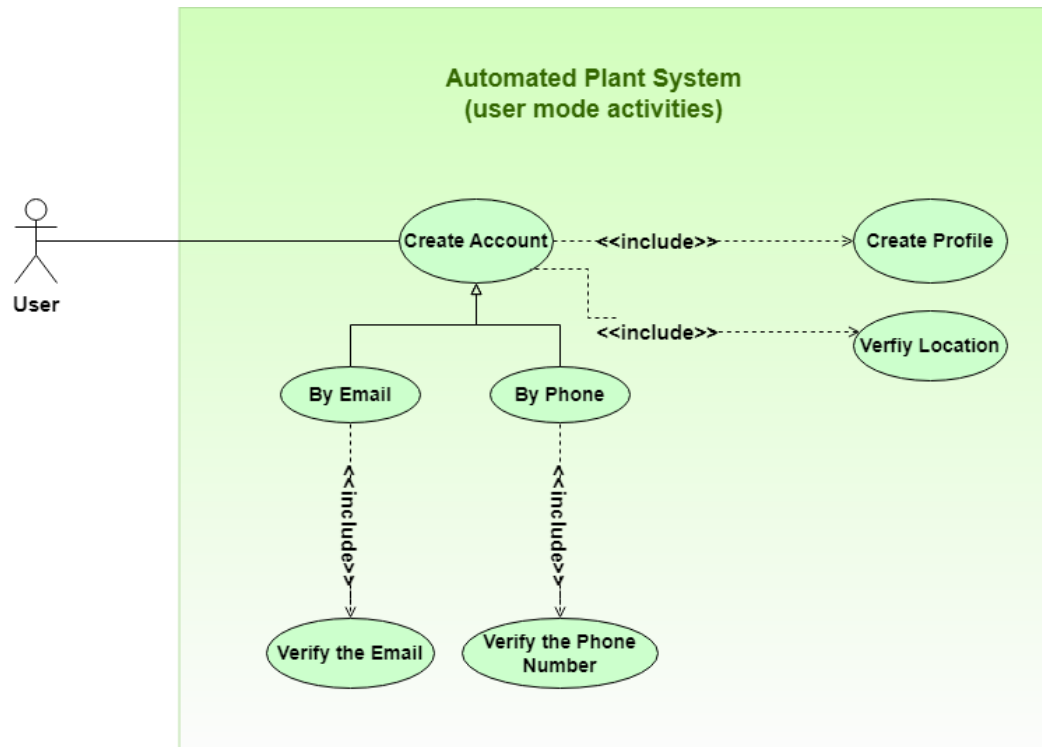 Automated Plant System
(user mode activities)
Create Account
<<include>>
Create Profile
User
<<include>>
Verfiy Location
By Email
By Phone
<<include>>
<<include>>
Verify the Email
Verify the Phone
Number